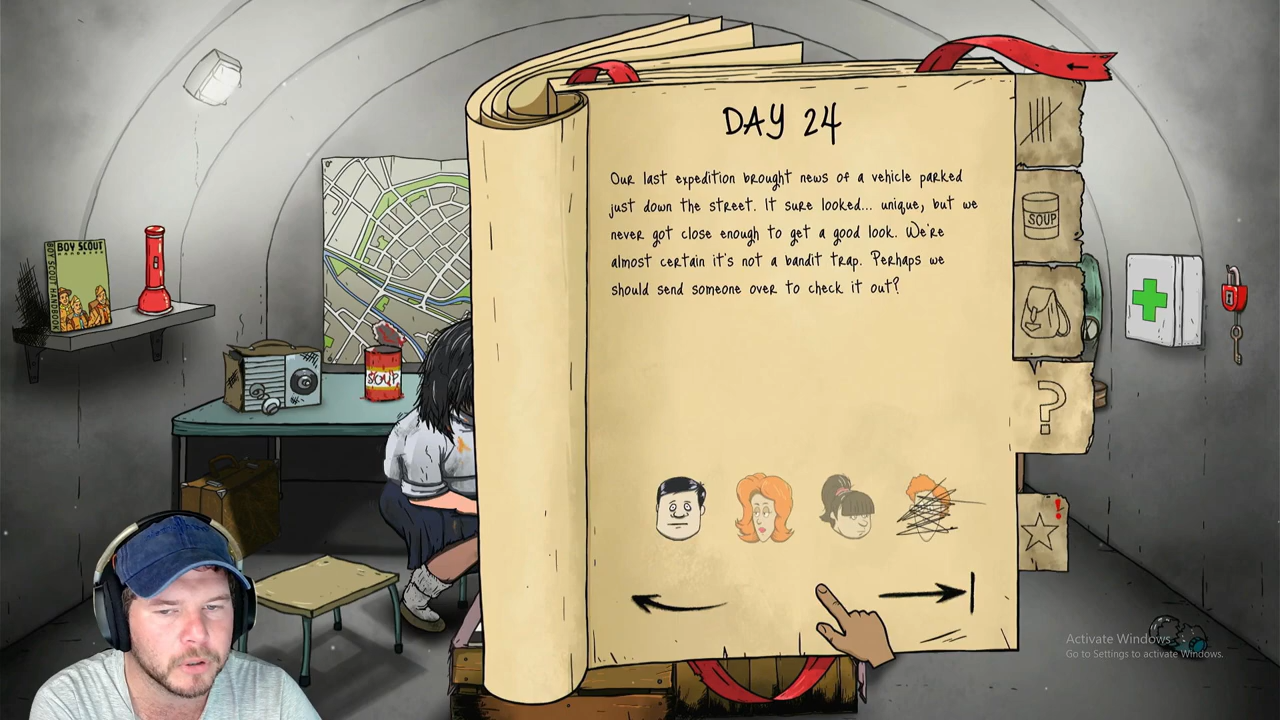 DAY 24
Our last expedition brought news of a vehicle parked
just down the street. It sure looked... unique, but we
never got close enough to get a good look. We're
almost certain it's not a bandit trap. Perhaps we
should send someone over to check it out?
BOY SCOUT
BOY SCOUT HANDBOOK
SOUP
SOUP
?
!
Activate Windows
Go to Settings to activate Windows.